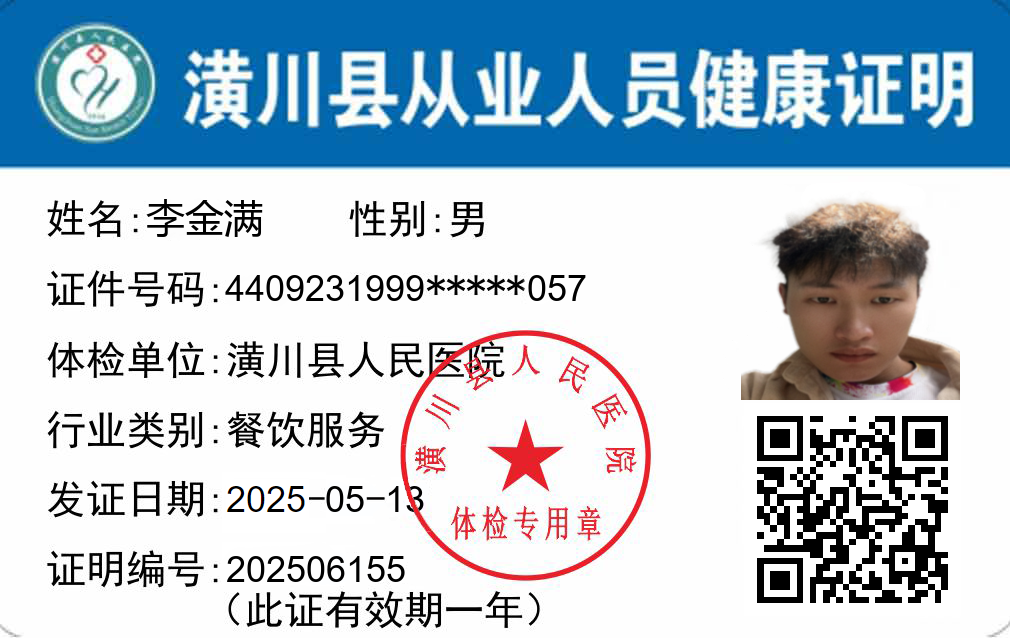 潢川县从业人员健康证明
姓名:李金满 性别:男
证件号码:4409231999*****057
体检单位:潢川县人民医院
行业类别:餐饮服务
发证日期:2025-05-13
证明编号:202506155
(此证有效期一年)
潢川县人民医院
体检专用章